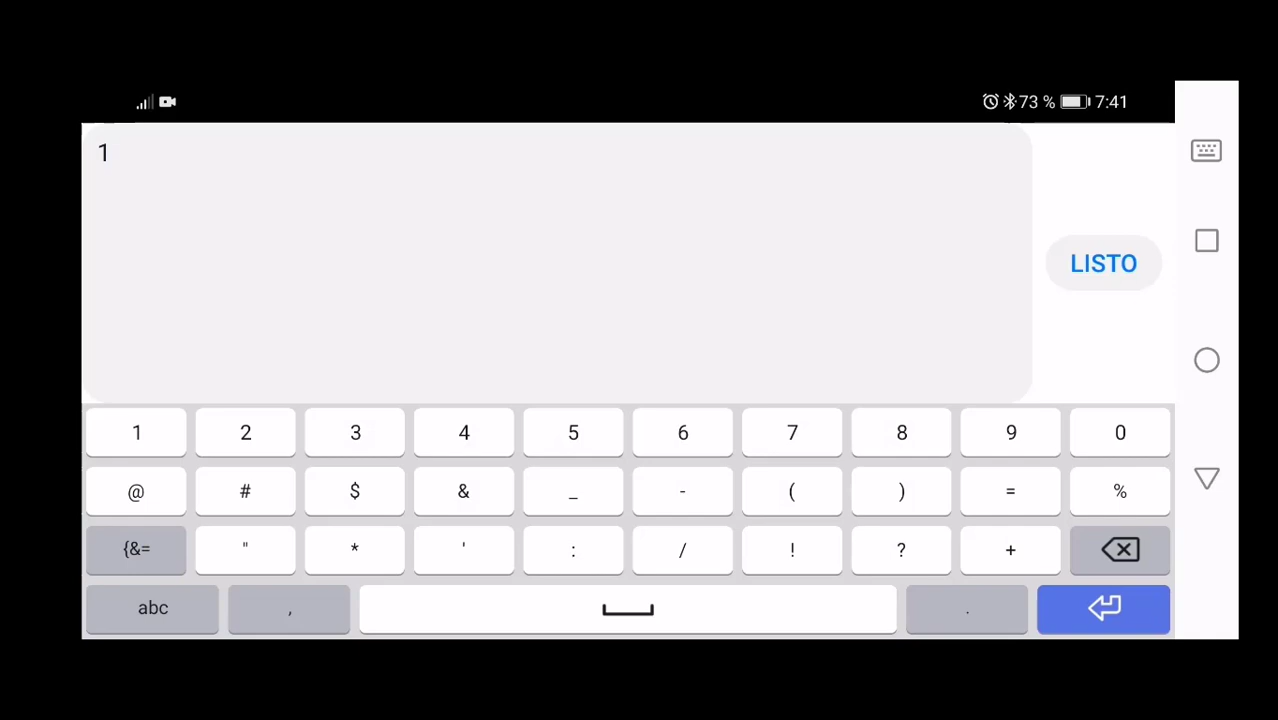 73 % 7:41
1
LISTO
1 2 3 4 5 6 7 8 9 0
@ # $ & _ - ( ) = %
{&= " * ' : / ! ? +
abc , .